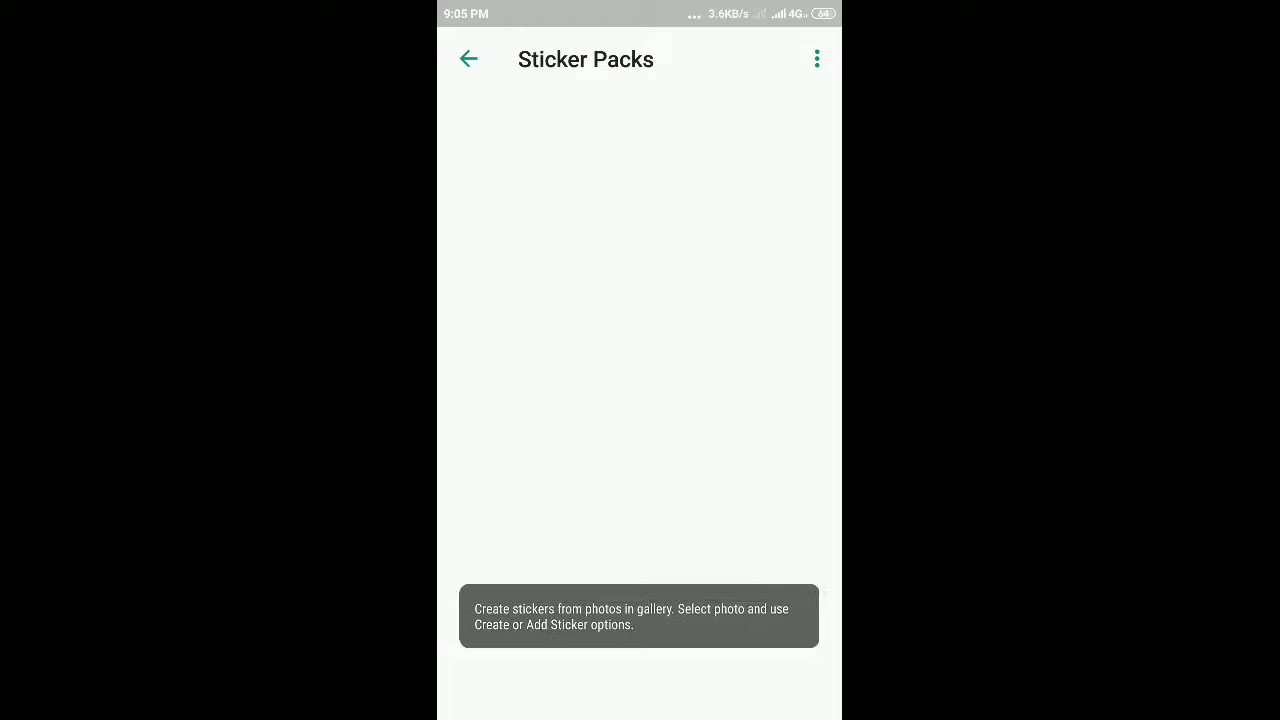 9:05 PM ... 3.6KB/s 4G 64
Sticker Packs
Create stickers from photos in gallery. Select photo and use
Create or Add Sticker options.